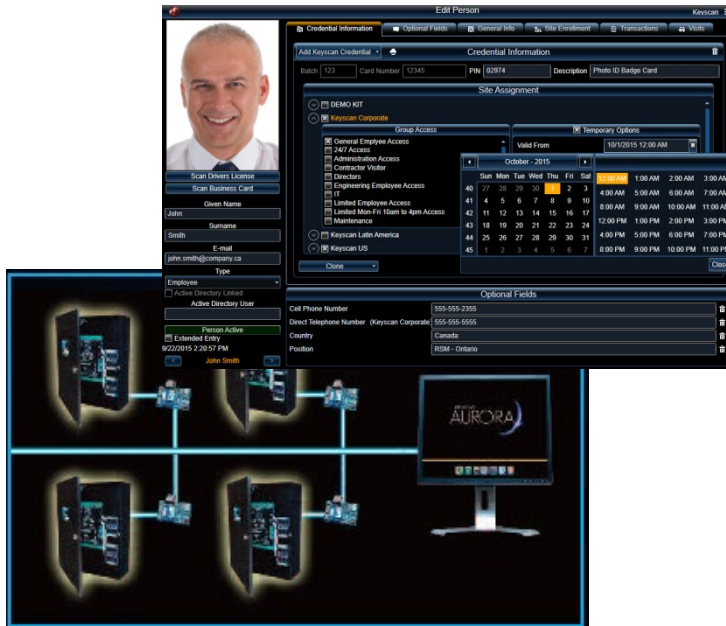 Edit Person
Keyscan
Credential Information
Optional Fields
General Info
Site Enrollment
Transactions
Visits
Add Keyscan Credential
Credential Information
Batch 123 Card Number 12345 PIN 02974 Description Photo ID Badge Card
Site Assignment
DEMO KIT
Keyscan Corporate
Group Access
General Emplyee Access
24/7 Access
Administration Access
Contractor Visitor
Directors
Engineering Employee Access
IT
Limited Employee Access
Limited Mon-Fri 10am to 4pm Access
Maintenance
Temporary Options
Valid From 10/1/2015 12:00 AM
October - 2015
Sun Mon Tue Wed Thu Fri Sat
40 27 28 29 30 1 2 3
41 4 5 6 7 8 9 10
42 11 12 13 14 15 16 17
43 18 19 20 21 22 23 24
44 25 26 27 28 29 30 31
45 1 2 3 4 5 6 7
12:00 AM 1:00 AM 2:00 AM 3:00 AM
4:00 AM 5:00 AM 6:00 AM 7:00 AM
8:00 AM 9:00 AM 10:00 AM 11:00 AM
12:00 PM 1:00 PM 2:00 PM 3:00 PM
4:00 PM 5:00 PM 6:00 PM 7:00 PM
8:00 PM 9:00 PM 10:00 PM 11:00 PM
Keyscan Latin America
Keyscan US
Clone
Close
Scan Drivers License
Scan Business Card
Given Name
John
Surname
Smith
E-mail
john.smith@company.ca
Type
Employee
Active Directory Linked
Active Directory User
Person Active
Extended Entry
9/22/2015 2:20:57 PM
John Smith
Optional Fields
Cell Phone Number 555-555-2355
Direct Telephone Number (Keyscan Corporate) 555-555-5555
Country Canada
Position RSM - Ontario
AURORA